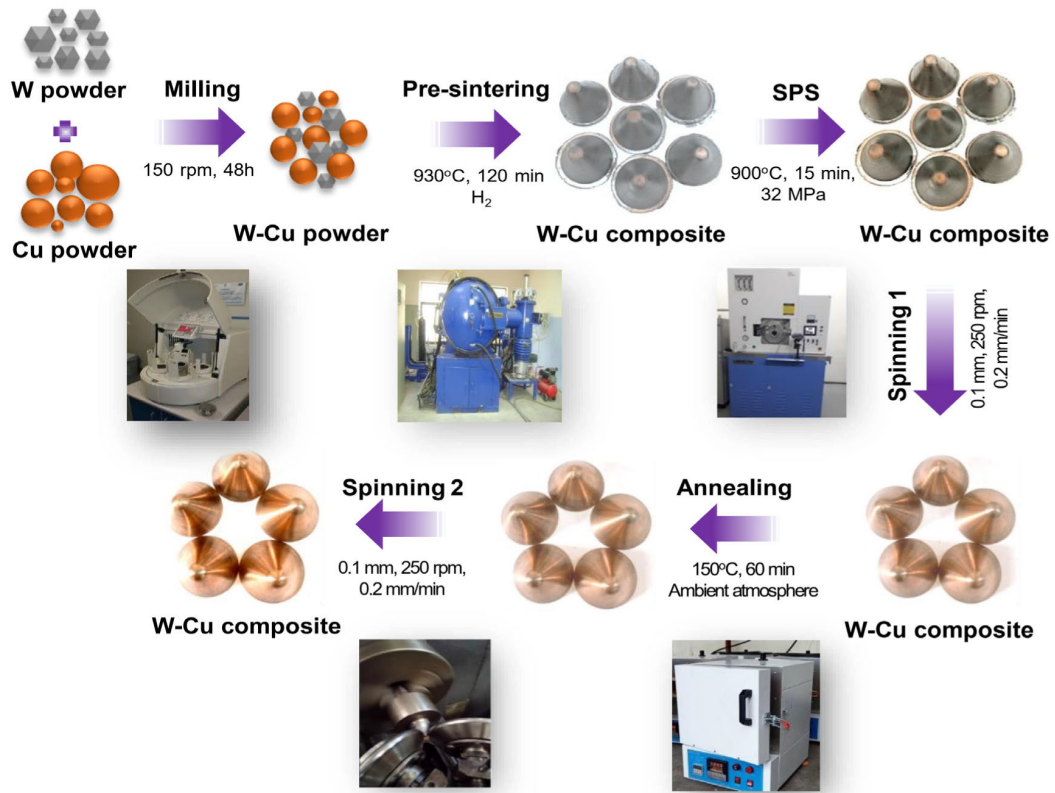 W powder
Cu powder
Milling
150 rpm, 48h
W-Cu powder
Pre-sintering
930°C, 120 min
H₂
W-Cu composite
SPS
900°C, 15 min,
32 MPa
W-Cu composite
Spinning 1
0.1 mm, 250 rpm,
0.2 mm/min
W-Cu composite
Annealing
150°C, 60 min
Ambient atmosphere
Spinning 2
0.1 mm, 250 rpm,
0.2 mm/min
W-Cu composite